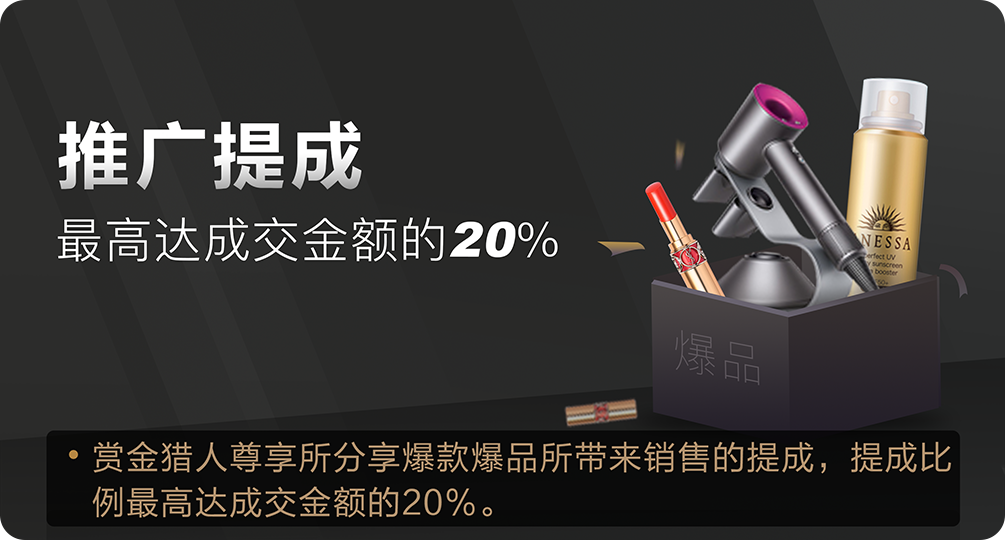 推广提成
最高达成交金额的20%
NESSA
erfect UV
sunscreen
booster
爆品
• 赏金猎人尊享所分享爆款爆品所带来销售的提成，提成比
例最高达成交金额的20%。